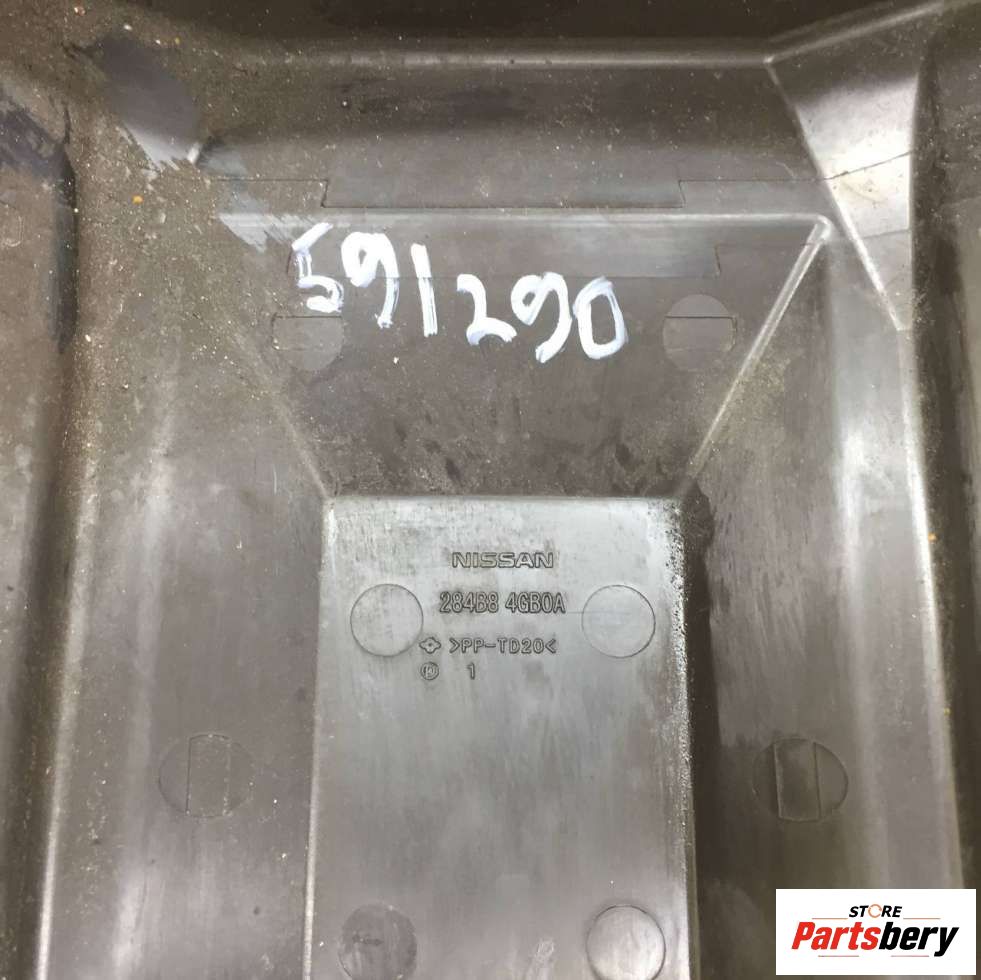 591290
NISSAN
284B8 4GB0A
>PP-TD20<
1
STORE
Partsbery